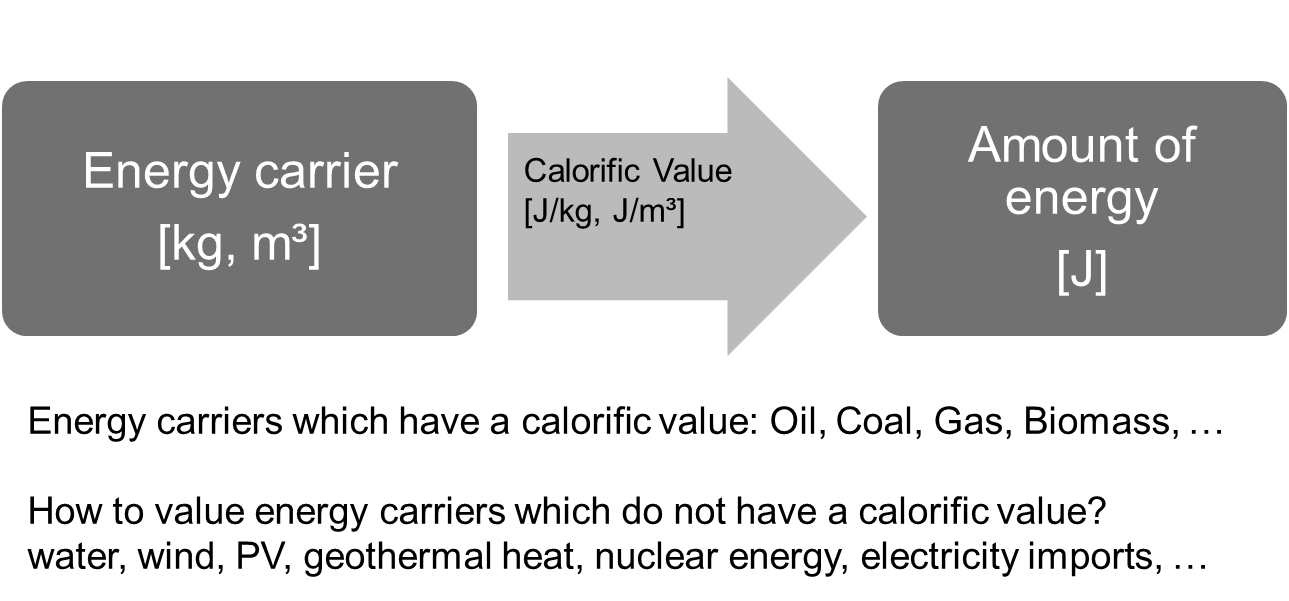 Energy carrier
[kg, m³]
Calorific Value
[J/kg, J/m³]
Amount of
energy
[J]
Energy carriers which have a calorific value: Oil, Coal, Gas, Biomass, …
How to value energy carriers which do not have a calorific value?
water, wind, PV, geothermal heat, nuclear energy, electricity imports, …